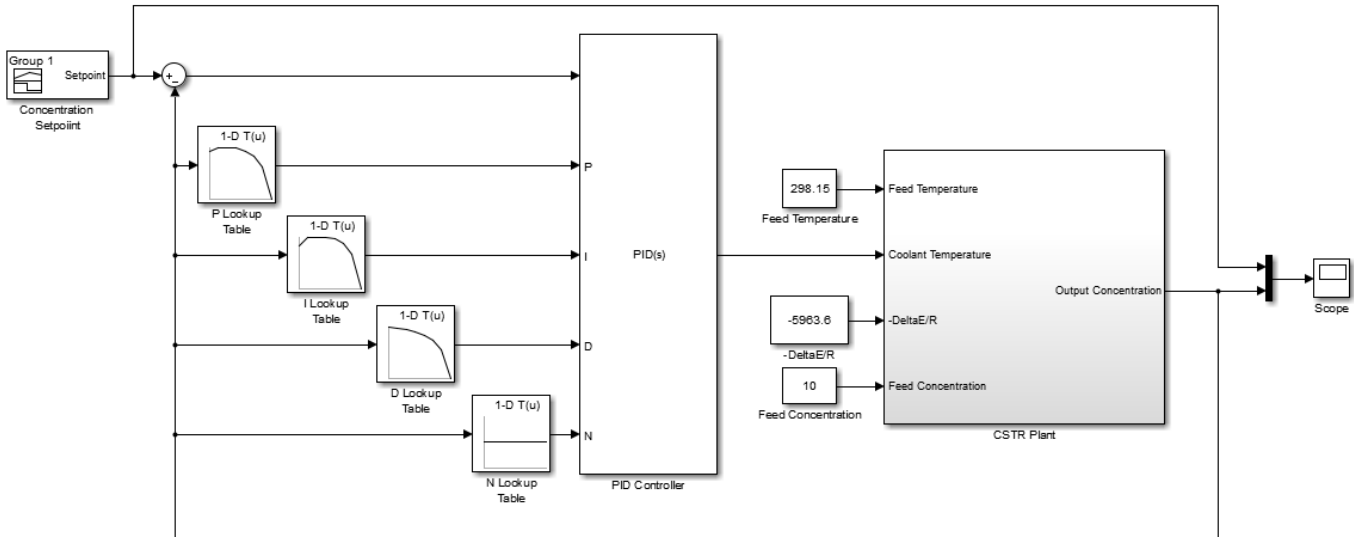 Group 1
Setpoint
Concentration
Setpoiint
+
−
1-D T(u)
P Lookup
Table
1-D T(u)
I Lookup
Table
1-D T(u)
D Lookup
Table
1-D T(u)
N Lookup
Table
P
I
D
N
PID(s)
PID Controller
298.15
Feed Temperature
-5963.6
-DeltaE/R
10
Feed Concentration
Feed Temperature
Coolant Temperature
-DeltaE/R
Feed Concentration
Output Concentration
CSTR Plant
Scope